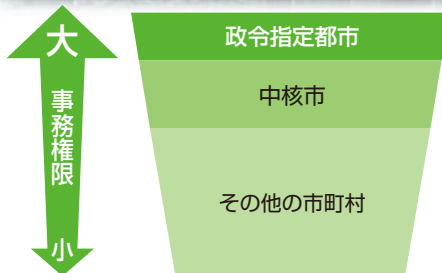 大
事務権限
小
政令指定都市
中核市
その他の市町村